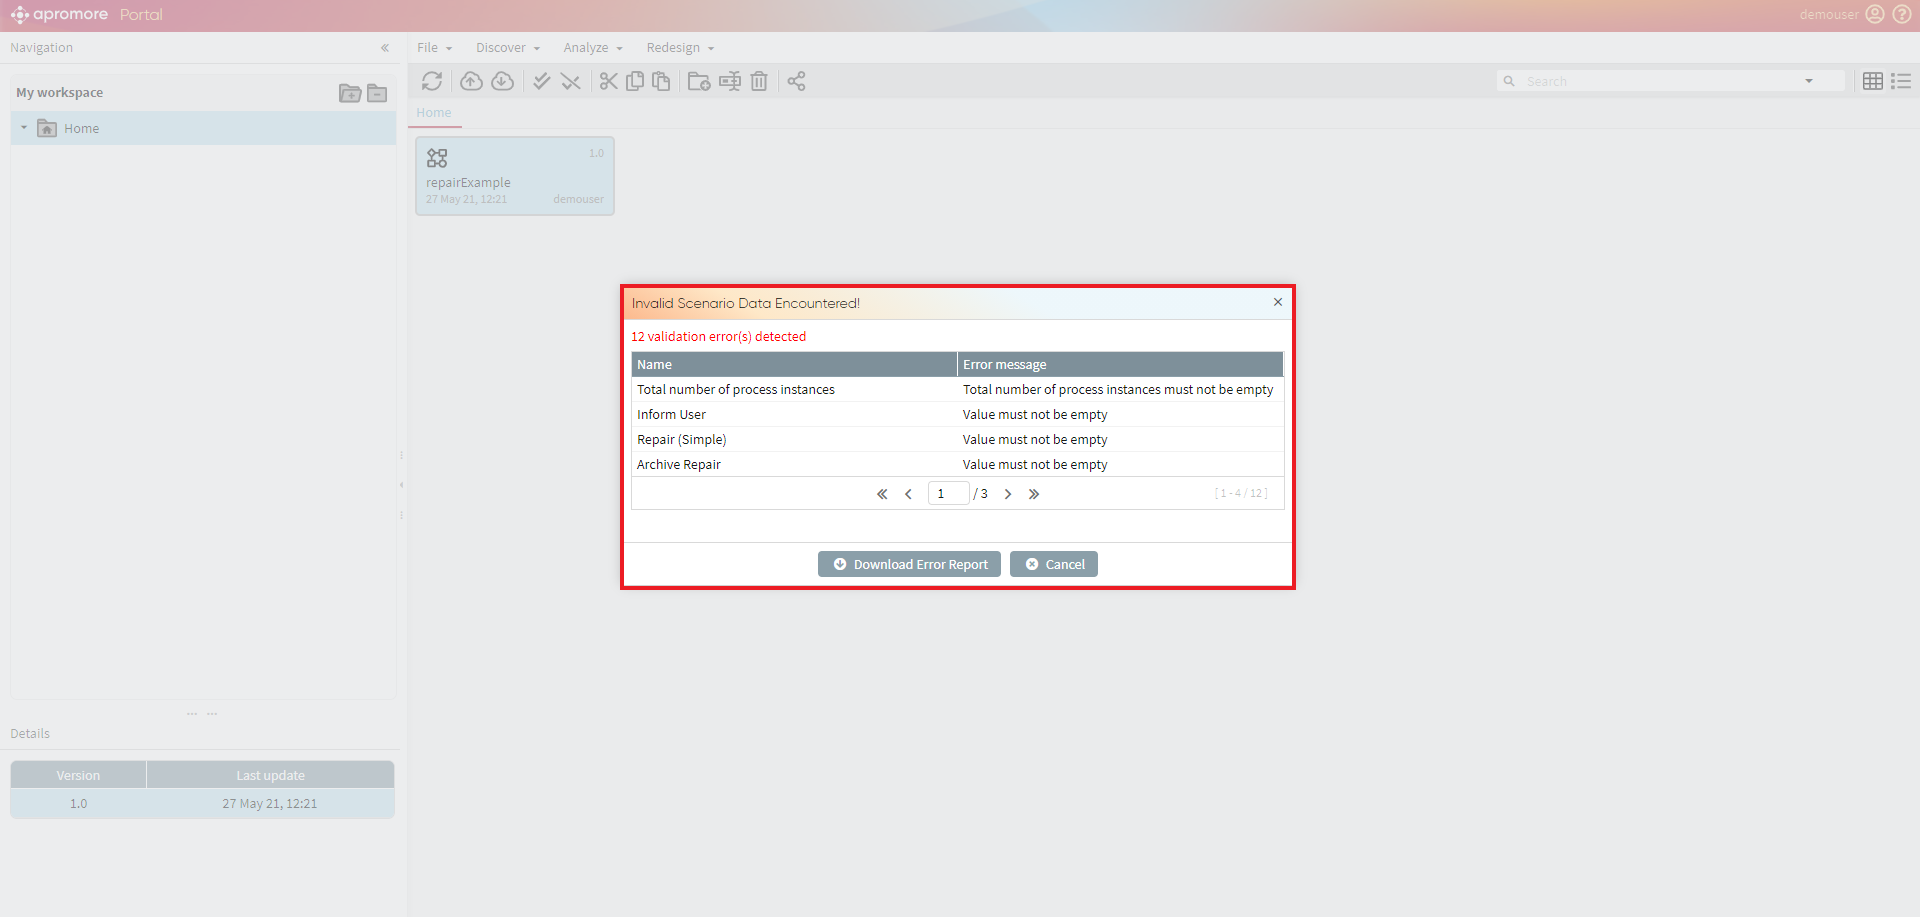 apromore Portal
demouser
Navigation
File Discover Analyze Redesign
Search
My workspace
Home
Home
1.0
repairExample
27 May 21, 12:21 demouser
Invalid Scenario Data Encountered!
12 validation error(s) detected
Name Error message
Total number of process instances Total number of process instances must not be empty
Inform User Value must not be empty
Repair (Simple) Value must not be empty
Archive Repair Value must not be empty
1 / 3 [ 1 - 4 / 12 ]
Download Error Report Cancel
Details
Version Last update
1.0 27 May 21, 12:21